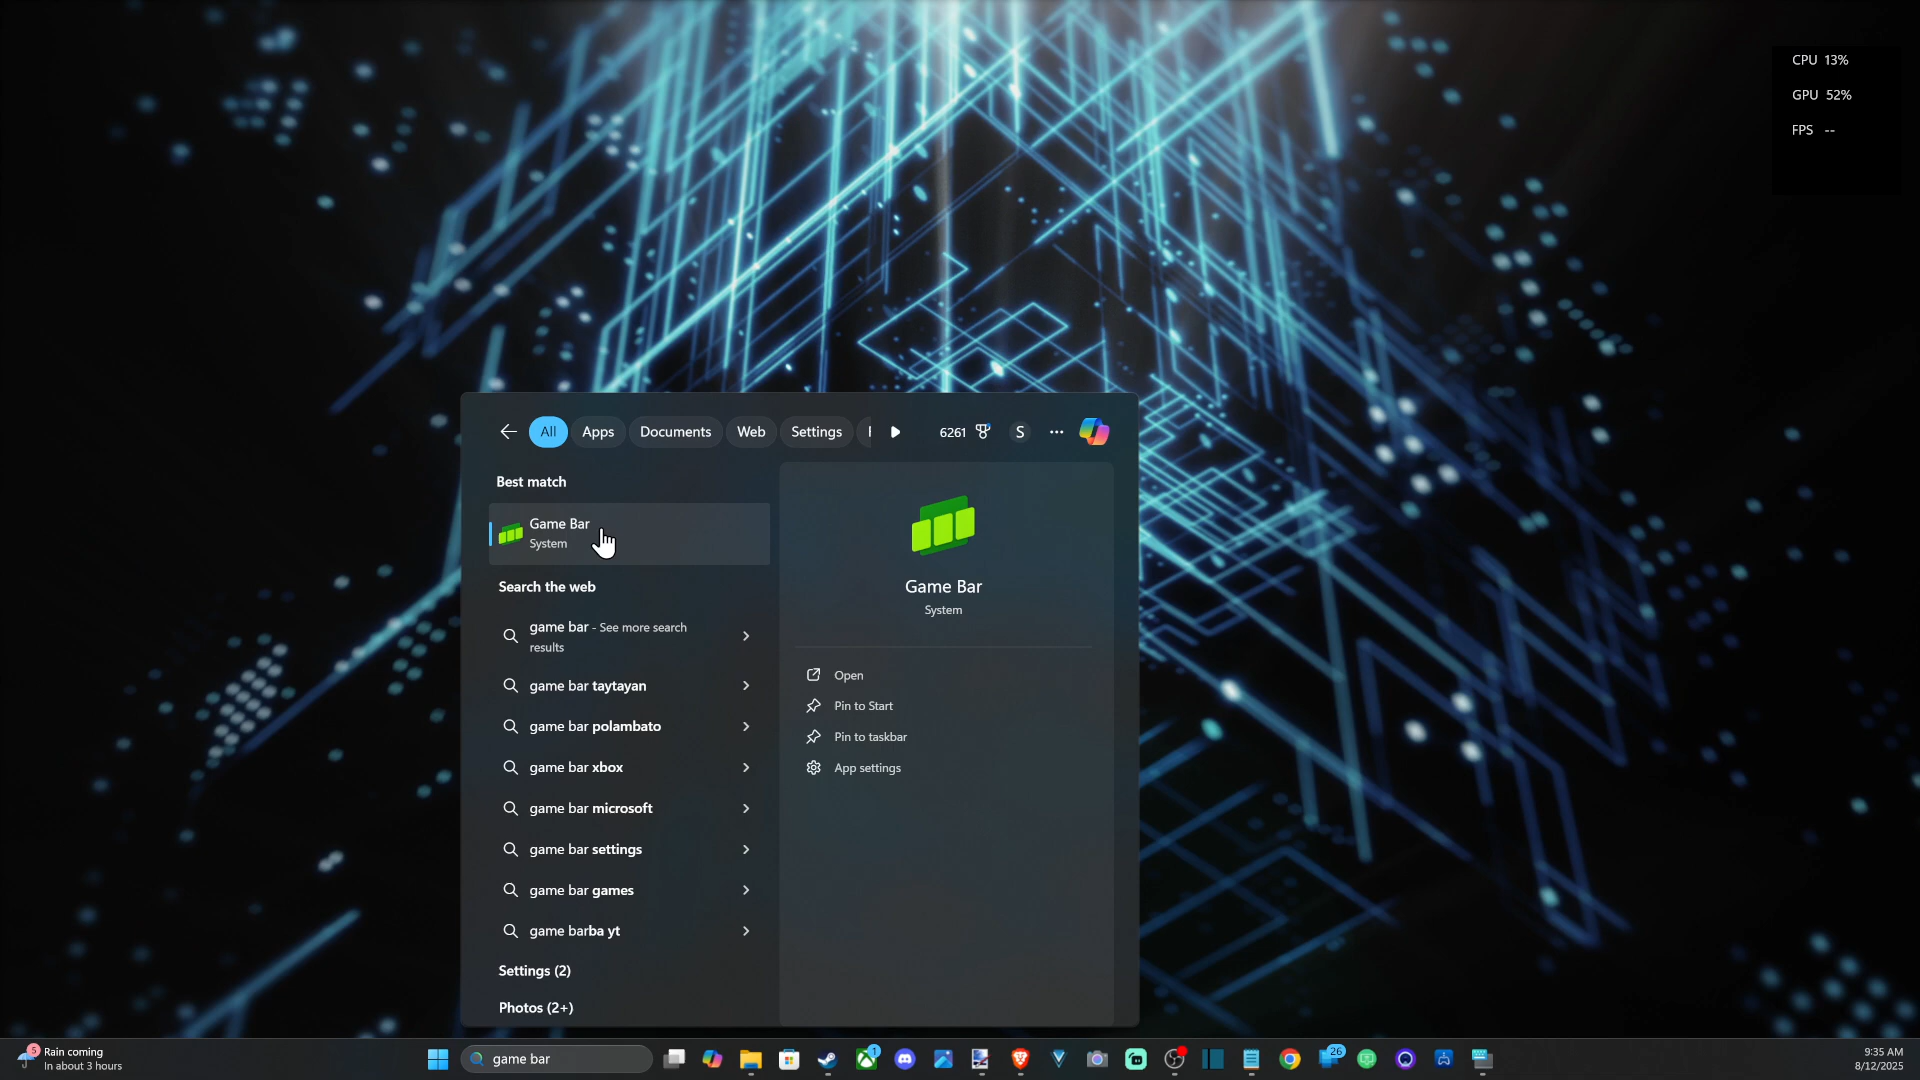 CPU 13%
GPU 52%
FPS --
All
Apps
Documents
Web
Settings
6261
S
Best match
Game Bar
System
Search the web
game bar - See more search
results
game bar taytayan
game bar polambato
game bar xbox
game bar microsoft
game bar settings
game bar games
game barba yt
Settings (2)
Photos (2+)
Game Bar
System
Open
Pin to Start
Pin to taskbar
App settings
5
Rain coming
In about 3 hours
game bar
1
26
9:35 AM
8/12/2025